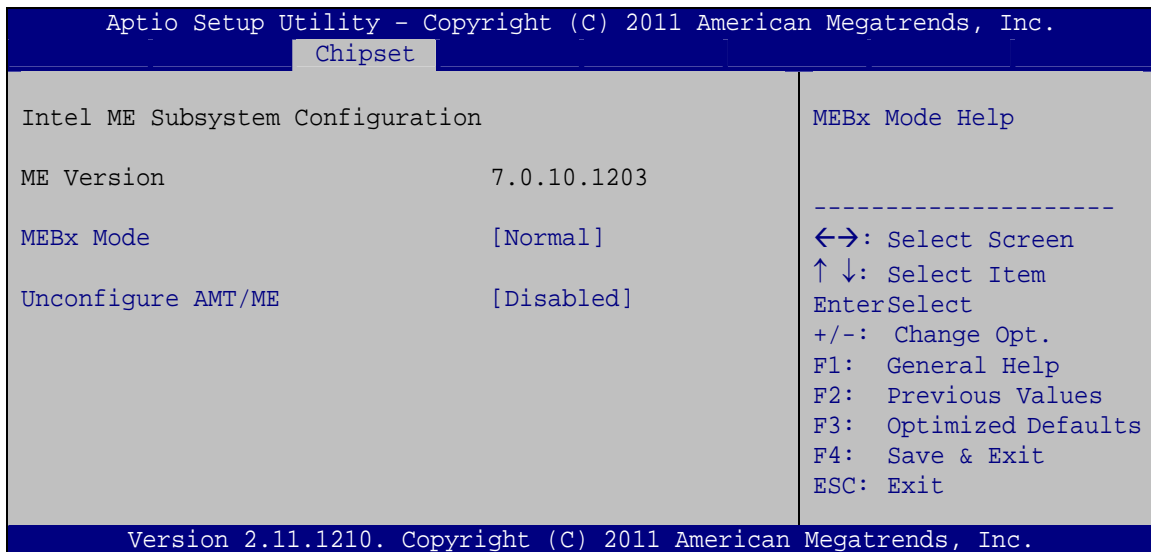 Aptio Setup Utility – Copyright (C) 2011 American Megatrends, Inc.
Chipset
Intel ME Subsystem Configuration
ME Version 7.0.10.1203
MEBx Mode [Normal]
Unconfigure AMT/ME [Disabled]
MEBx Mode Help
---------------------
←→: Select Screen
↑ ↓: Select Item
EnterSelect
+/-: Change Opt.
F1: General Help
F2: Previous Values
F3: Optimized Defaults
F4: Save & Exit
ESC: Exit
Version 2.11.1210. Copyright (C) 2011 American Megatrends, Inc.